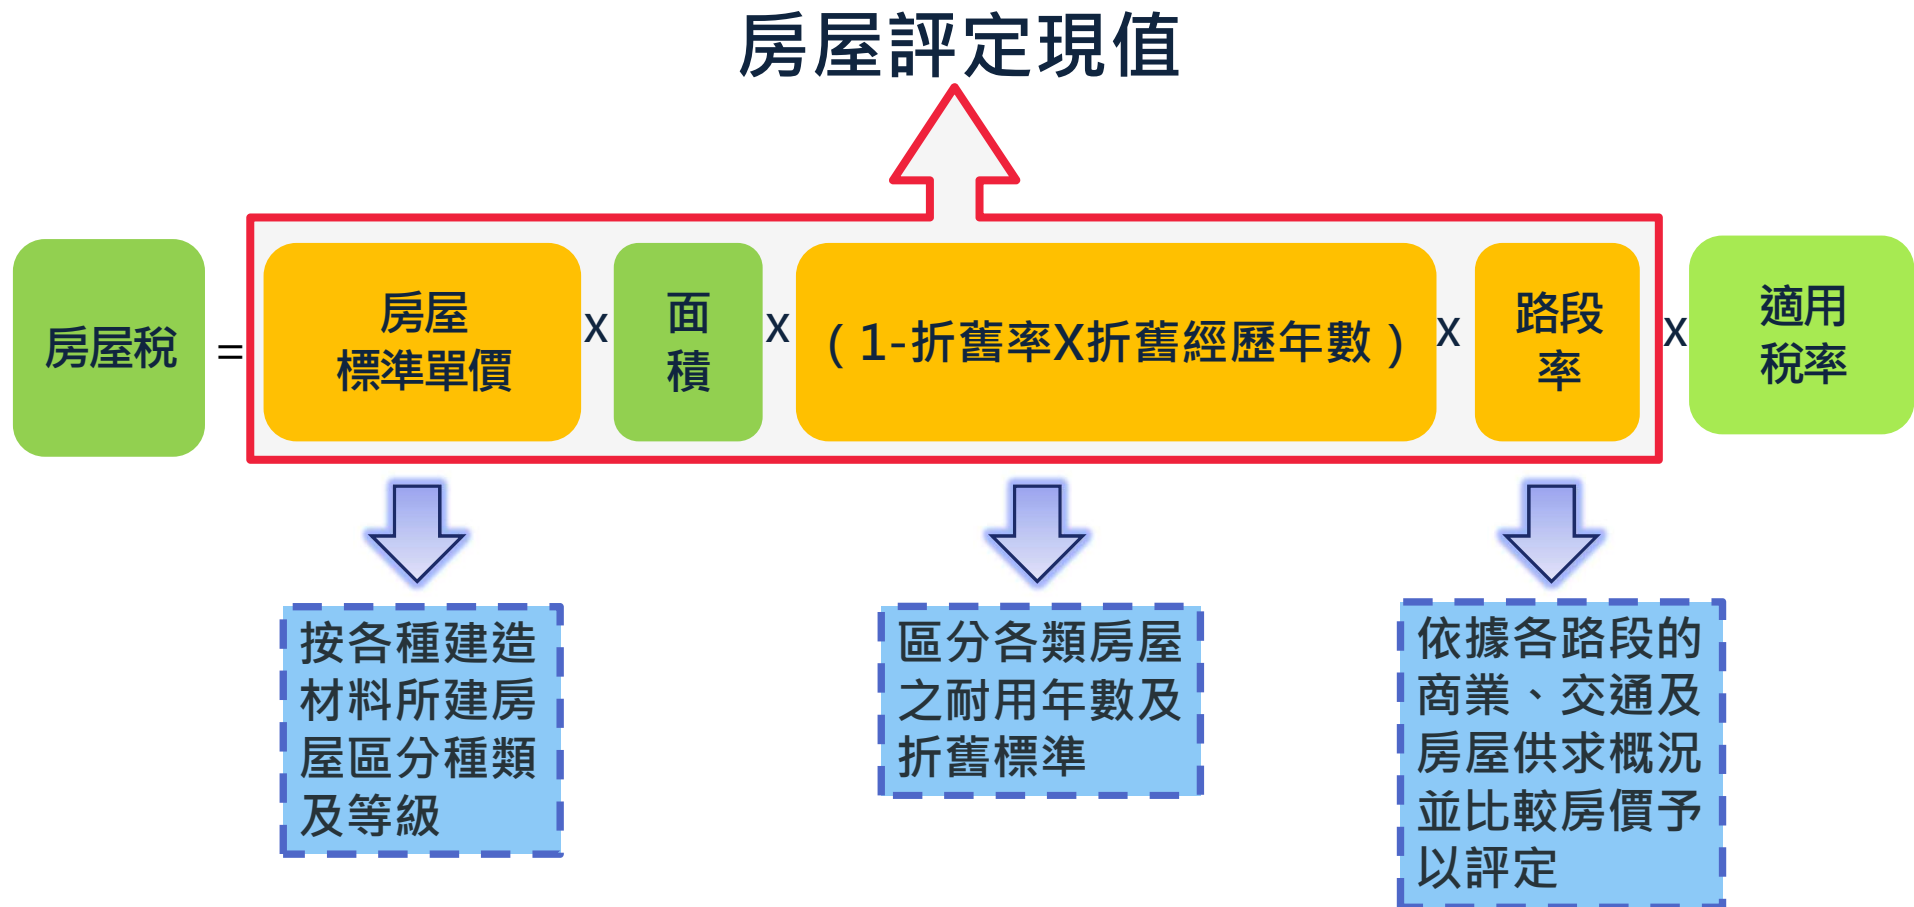 房屋評定現值
房屋稅
=
房屋
標準單價
X
面
積
X
（1-折舊率X折舊經歷年數）
X
路段
率
X
適用
稅率
按各種建造
材料所建房
屋區分種類
及等級
區分各類房屋
之耐用年數及
折舊標準
依據各路段的
商業、交通及
房屋供求概況
並比較房價予
以評定